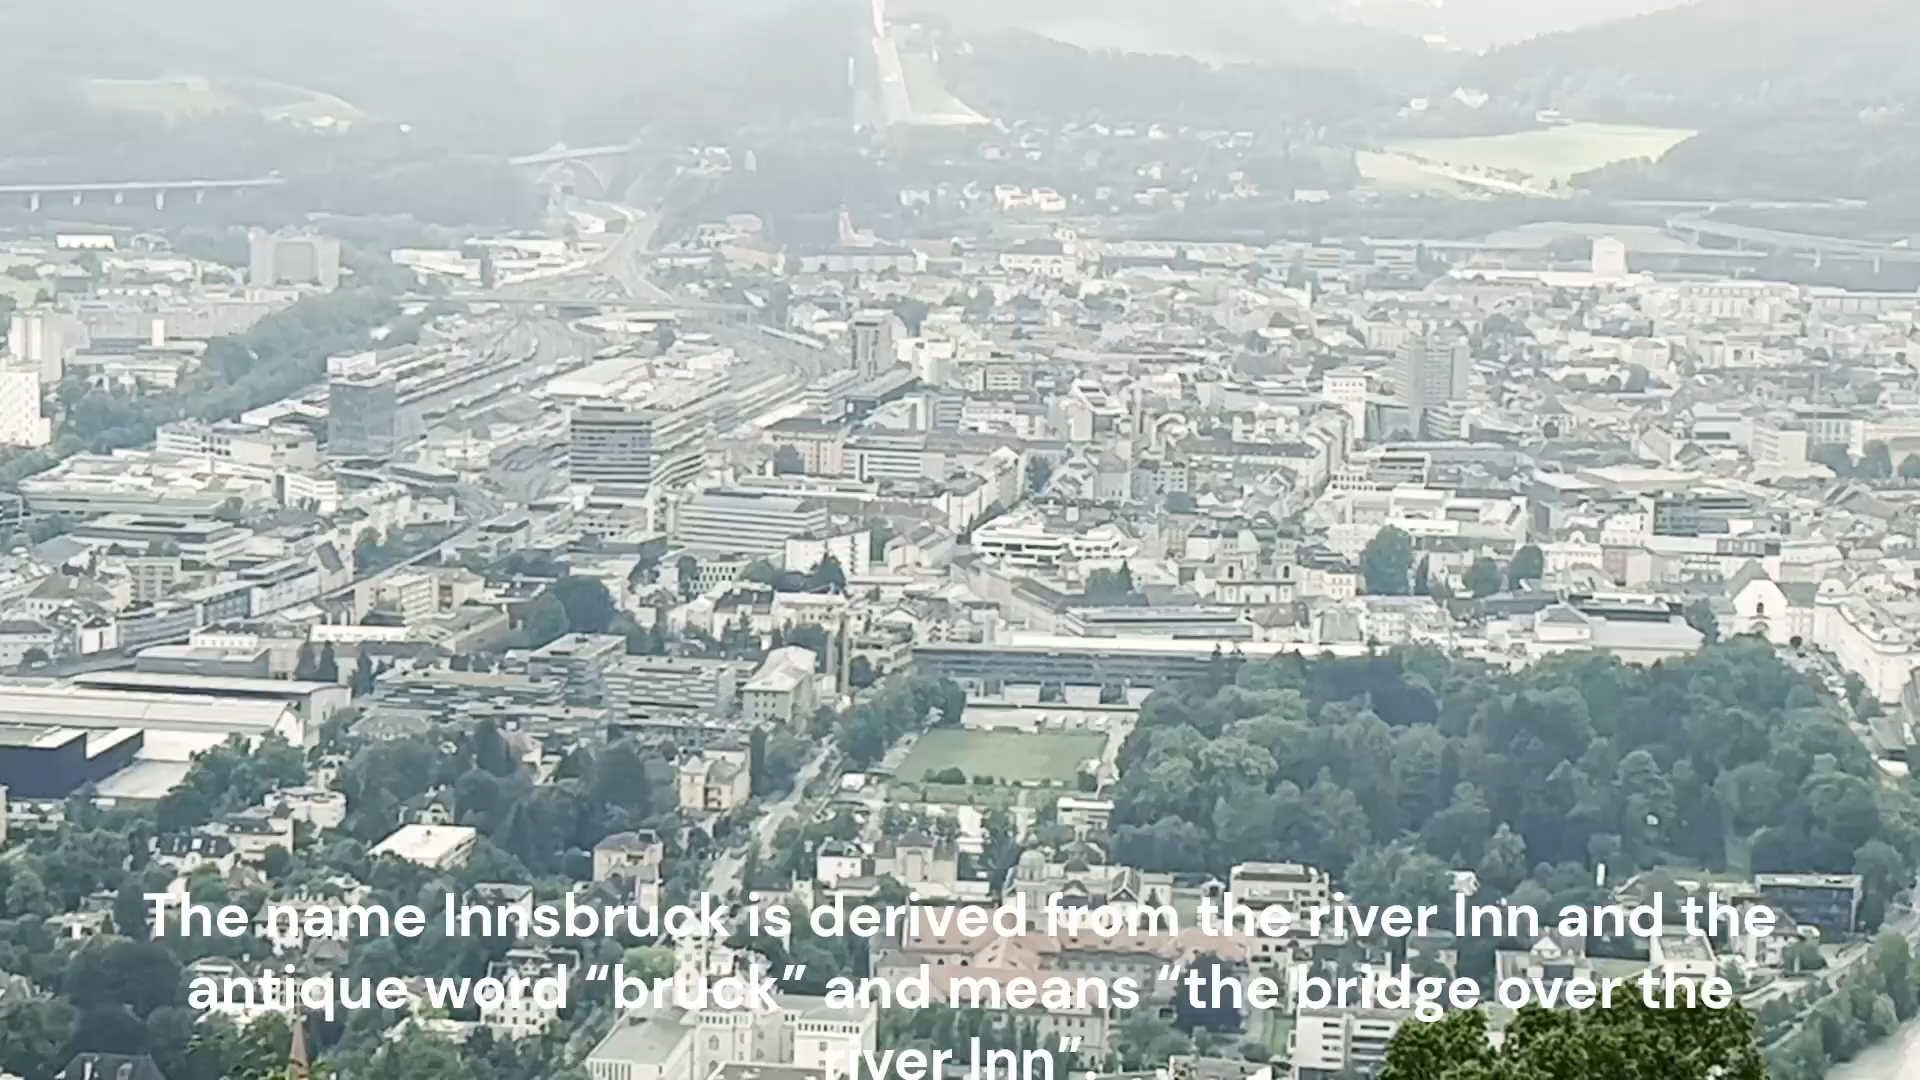 The name Innsbruck is derived from the river Inn and the
antique word “bruck” and means “the bridge over the
river Inn”.